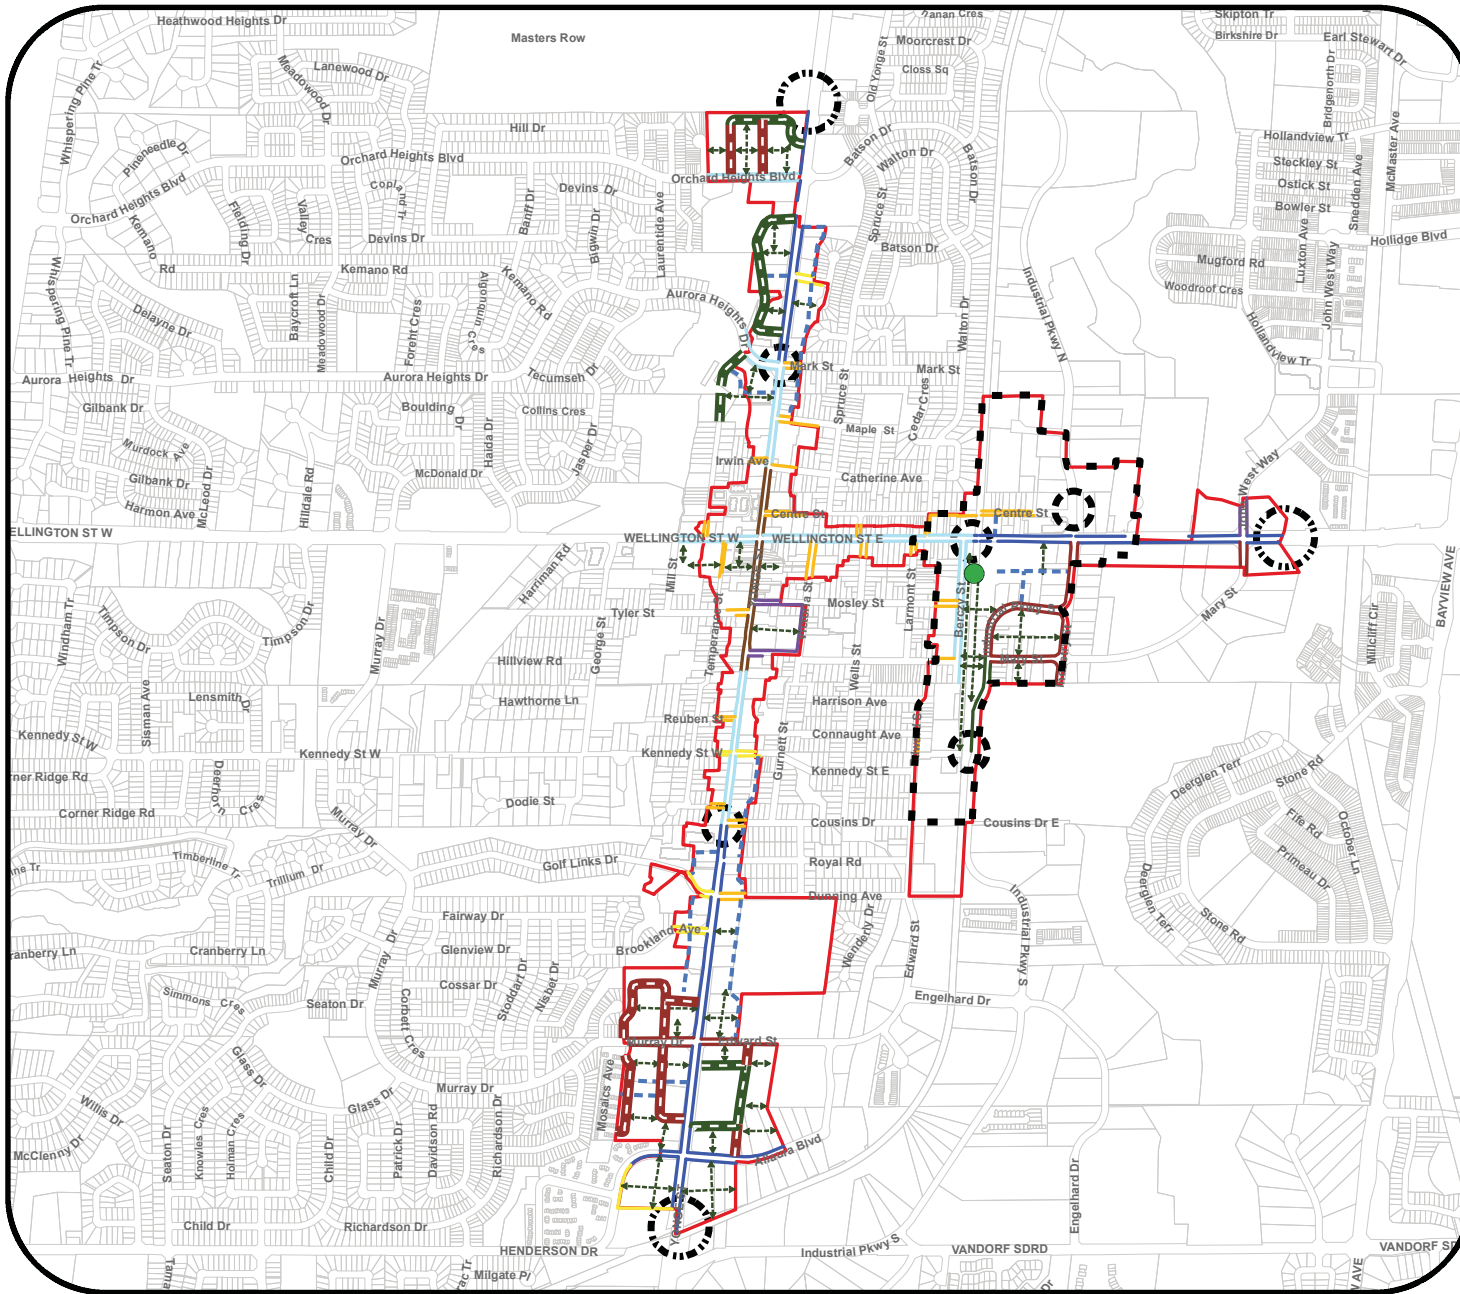 Heathwood Heights Dr
Masters Row
Skipton Tr
Birkshire Dr
Earl Stewart Dr
Moorcrest Dr
Closs Sq
Old Yonge St
Lanewood Dr
Meadowood Dr
Whispering Pine Tr
Bridgenorth Dr
McMaster Ave
Hill Dr
Batson Dr
Walton Dr
Batson Dr
Hollandview Tr
Pineneedle Dr
Orchard Heights Blvd
Steckley St
Snedden Ave
Orchard Heights Blvd
Orchard Heights Blvd
Ostick St
Bowler St
Devins Dr
Laurentide Ave
Spruce St
Kemano
Rd
Fielding Dr
Valley
Cres
Devins Dr
Banff Dr
Bigwin Dr
Batson Dr
Luxton Ave
John West Way
Hollidge Blvd
Mugford Rd
Woodroof Cres
Kemano Rd
Kemano Rd
Whispering Pine Tr
Baycroft Ln
Meadowood Dr
Algonquin Cres
Foreht Cres
Aurora Heights Dr
Industrial Pkwy N
Delayne Dr
Walton Dr
Hollandview Tr
Mark St
Mark St
Aurora Heights Dr
Aurora Heights Dr
Tecumseh Dr
Gilbank Dr
Boulding Dr
Collins Cres
Spruce St
Cedar Cres
Maple St
Murdock Ave
Haida Dr
Jasper Dr
McDonald Dr
Irwin Ave
Catherine Ave
Gilbank Dr
McLeod Dr
Hilldale Rd
Harmon Ave
Centre St
Centre St
ELLINGTON ST W
WELLINGTON ST W
WELLINGTON ST E
BAYVIEW AVE
Harriman Rd
Mill St
Temperance St
Tyler St
Mosley St
Larmont St
Berczy St
Mary St
Mary St
Windham Tr
Timpson Dr
Timpson Dr
Murray Dr
George St
Hillview Rd
Wells St
Millcliff Cir
Lensmith Dr
Sisman Ave
Hawthorne Ln
Harrison Ave
Reuben St
Kennedy St W
Kennedy St W
Kennedy St W
Gurnett St
Connaught Ave
Kennedy St E
Deerglen Terr
Stone Rd
ner Ridge Rd
Deerhorn Cres
Corner Ridge Rd
Dodie St
Murray Dr
Cousins Dr
Cousins Dr E
Fife Rd
October Ln
Primeau Dr
Timberline Tr
ne Tr
Trillium Dr
Golf Links Dr
Royal Rd
Dunning Ave
Deerglen Terr
Stone Rd
Fairway Dr
Brookland Ave
Wenderly Dr
Edward St
Industrial Pkwy S
ranberry Ln
Cranberry Ln
Murray Dr
Glenview Dr
Stoddart Dr
Nisbet Dr
Cossar Dr
Simmons Cres
Seaton Dr
Corbett Cres
Engelhard Dr
Murray Dr
Edward St
Glass Dr
Glass Dr
Murray Dr
Mosaics Ave
Willis Dr
McClenny Dr
Seaton Dr
Knowles Cres
Holman Cres
Child Dr
Patrick Dr
Davidson Rd
Richardson Dr
Allaura Blvd
Engelhard Dr
Child Dr
Richardson Dr
HENDERSON DR
Industrial Pkwy S
VANDORF SDRD
Milgate Pl